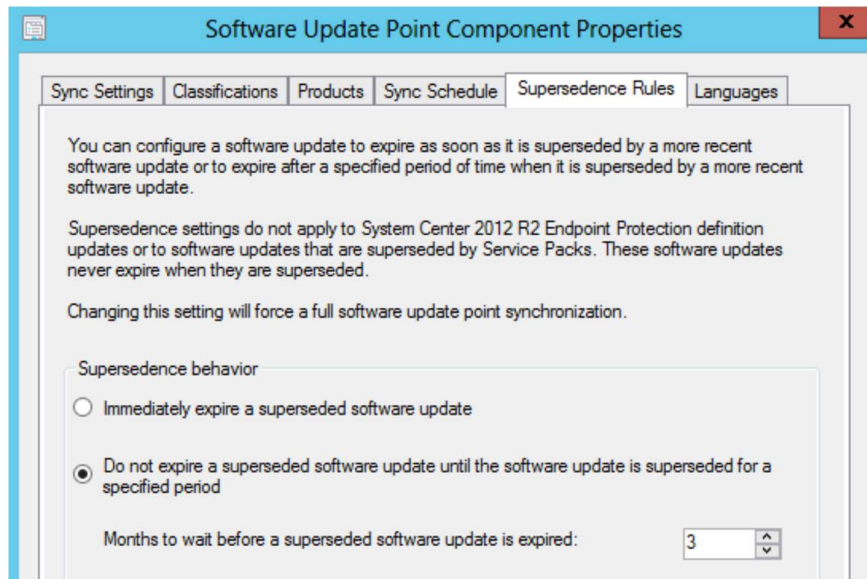 Software Update Point Component Properties
x
Sync Settings Classifications Products Sync Schedule Supersedence Rules Languages
You can configure a software update to expire as soon as it is superseded by a more recent
software update or to expire after a specified period of time when it is superseded by a more recent
software update.
Supersedence settings do not apply to System Center 2012 R2 Endpoint Protection definition
updates or to software updates that are superseded by Service Packs. These software updates
never expire when they are superseded.
Changing this setting will force a full software update point synchronization.
Supersedence behavior
Immediately expire a superseded software update
Do not expire a superseded software update until the software update is superseded for a
specified period
Months to wait before a superseded software update is expired: 3